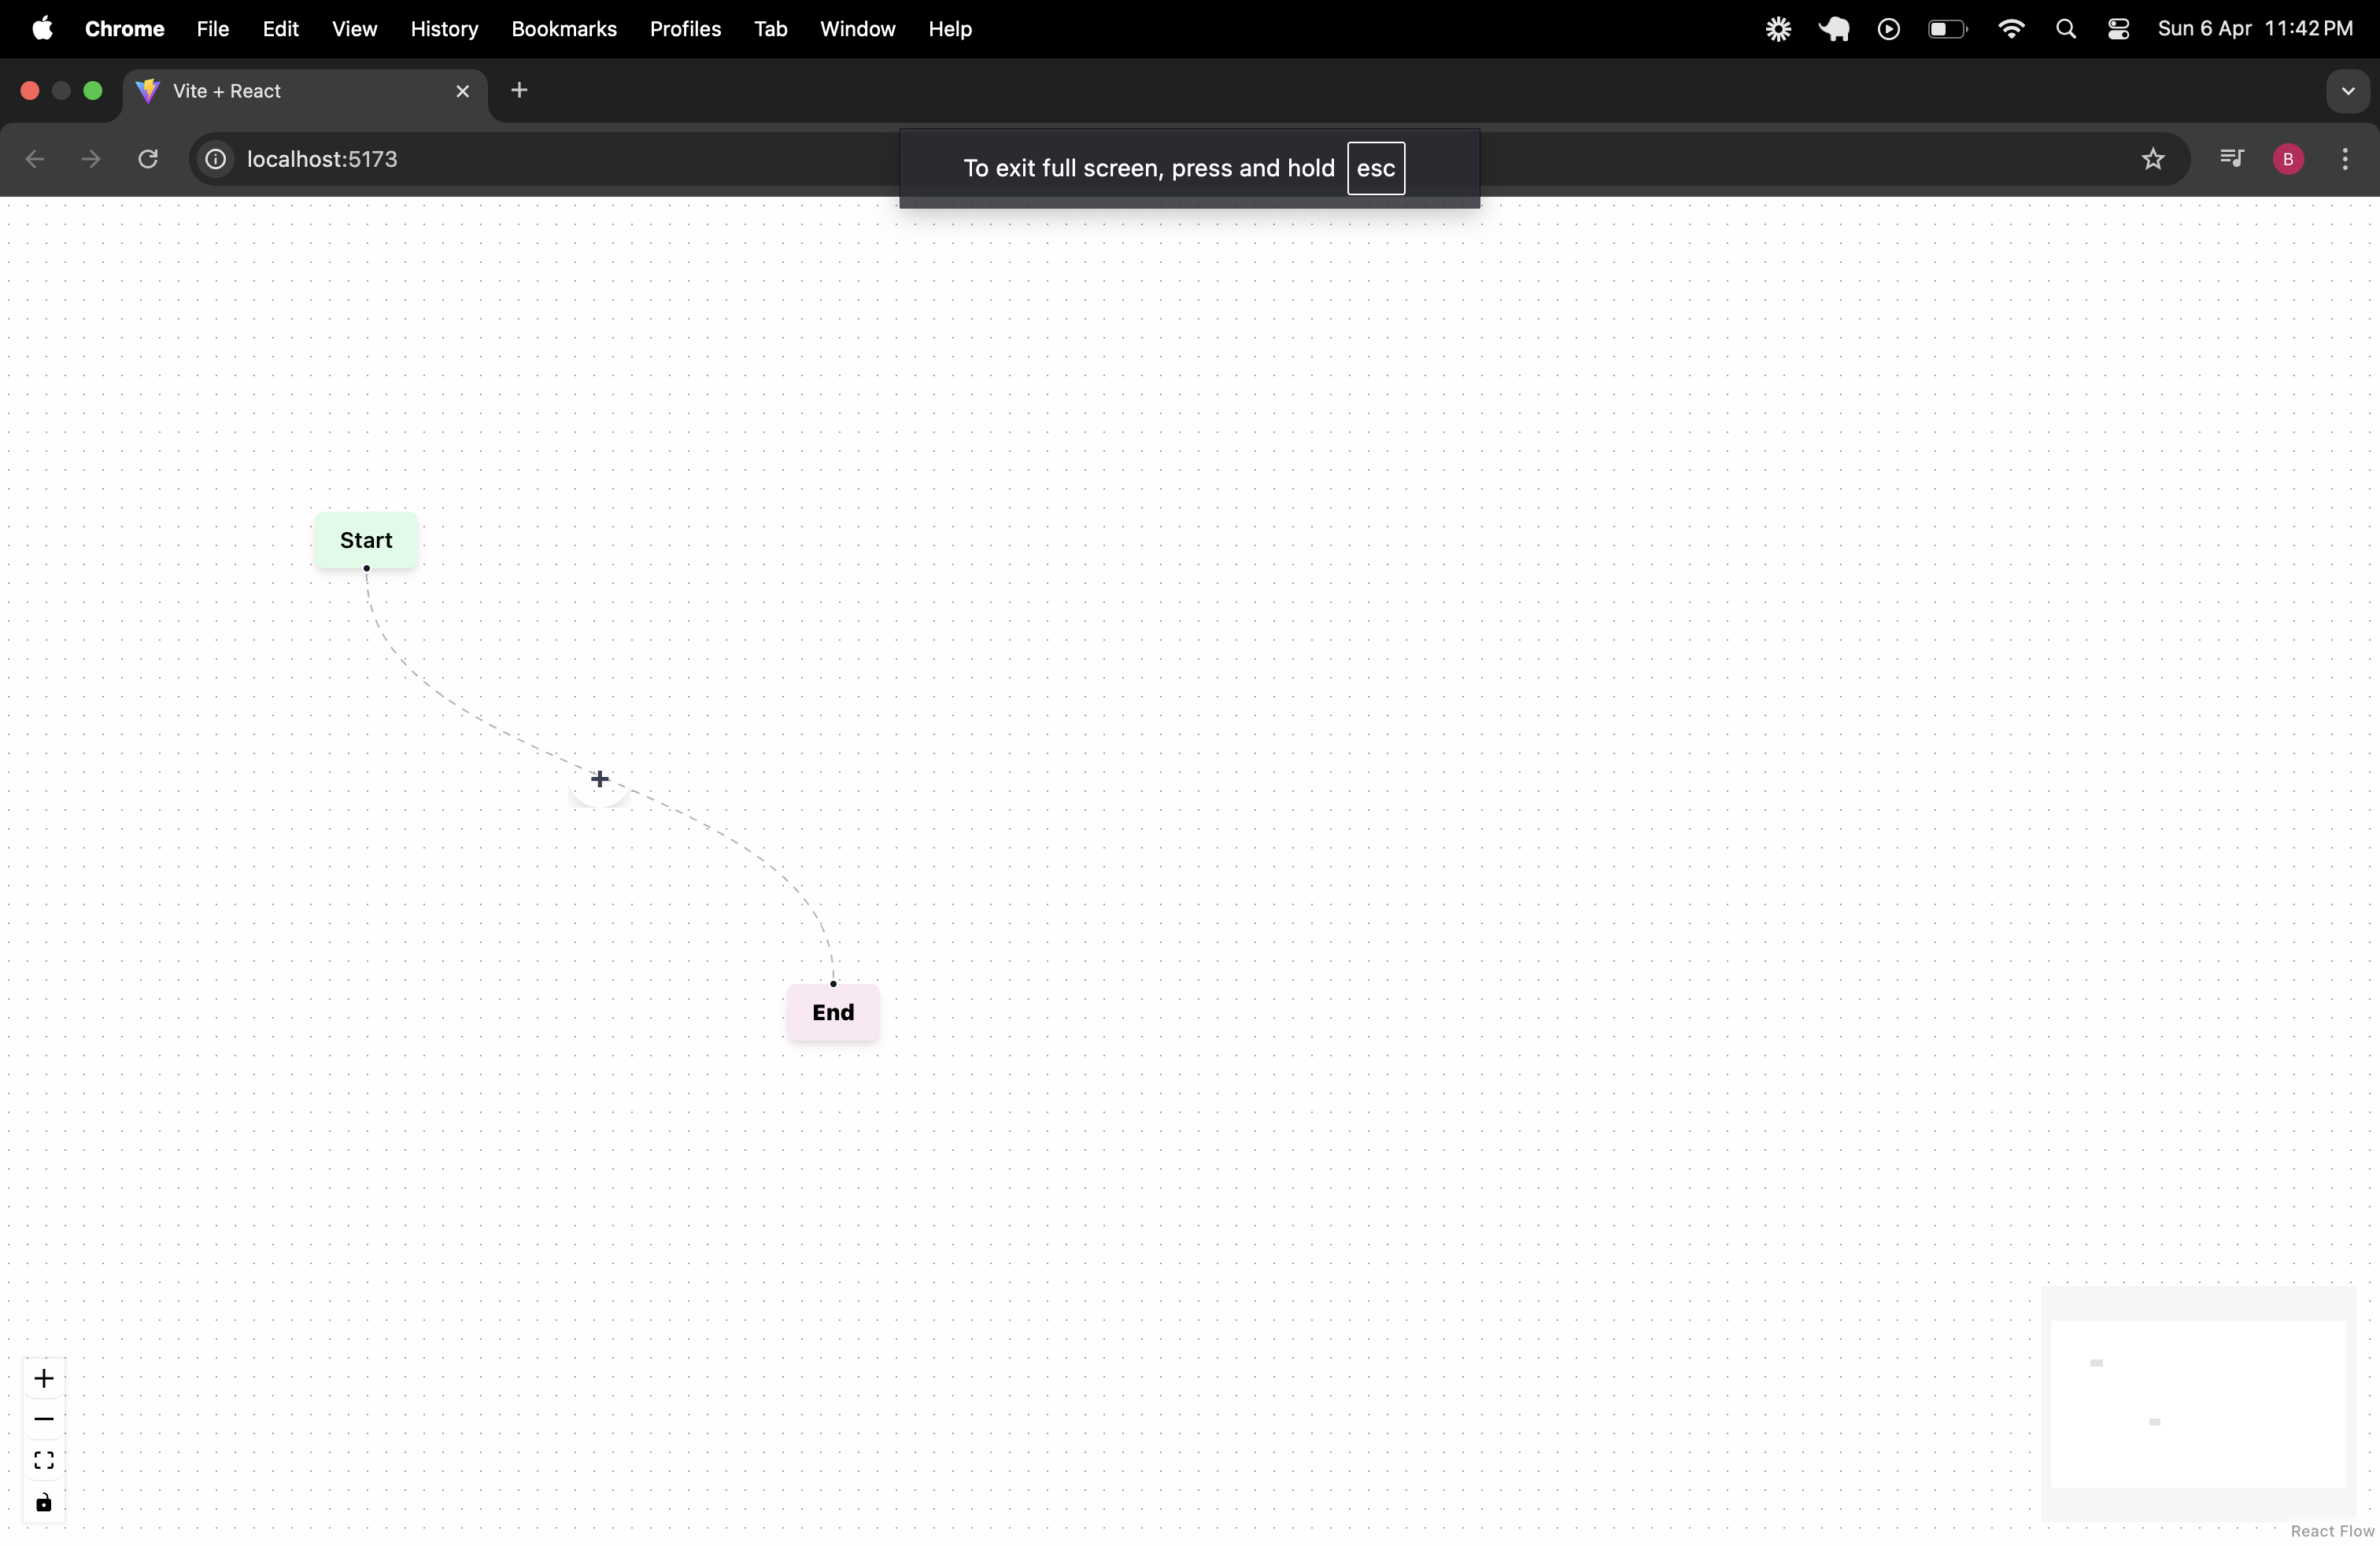 Chrome File Edit View History Bookmarks Profiles Tab Window Help Sun 6 Apr 11:42 PM
Vite + React
localhost:5173 B
To exit full screen, press and hold esc
Start
End
React Flow